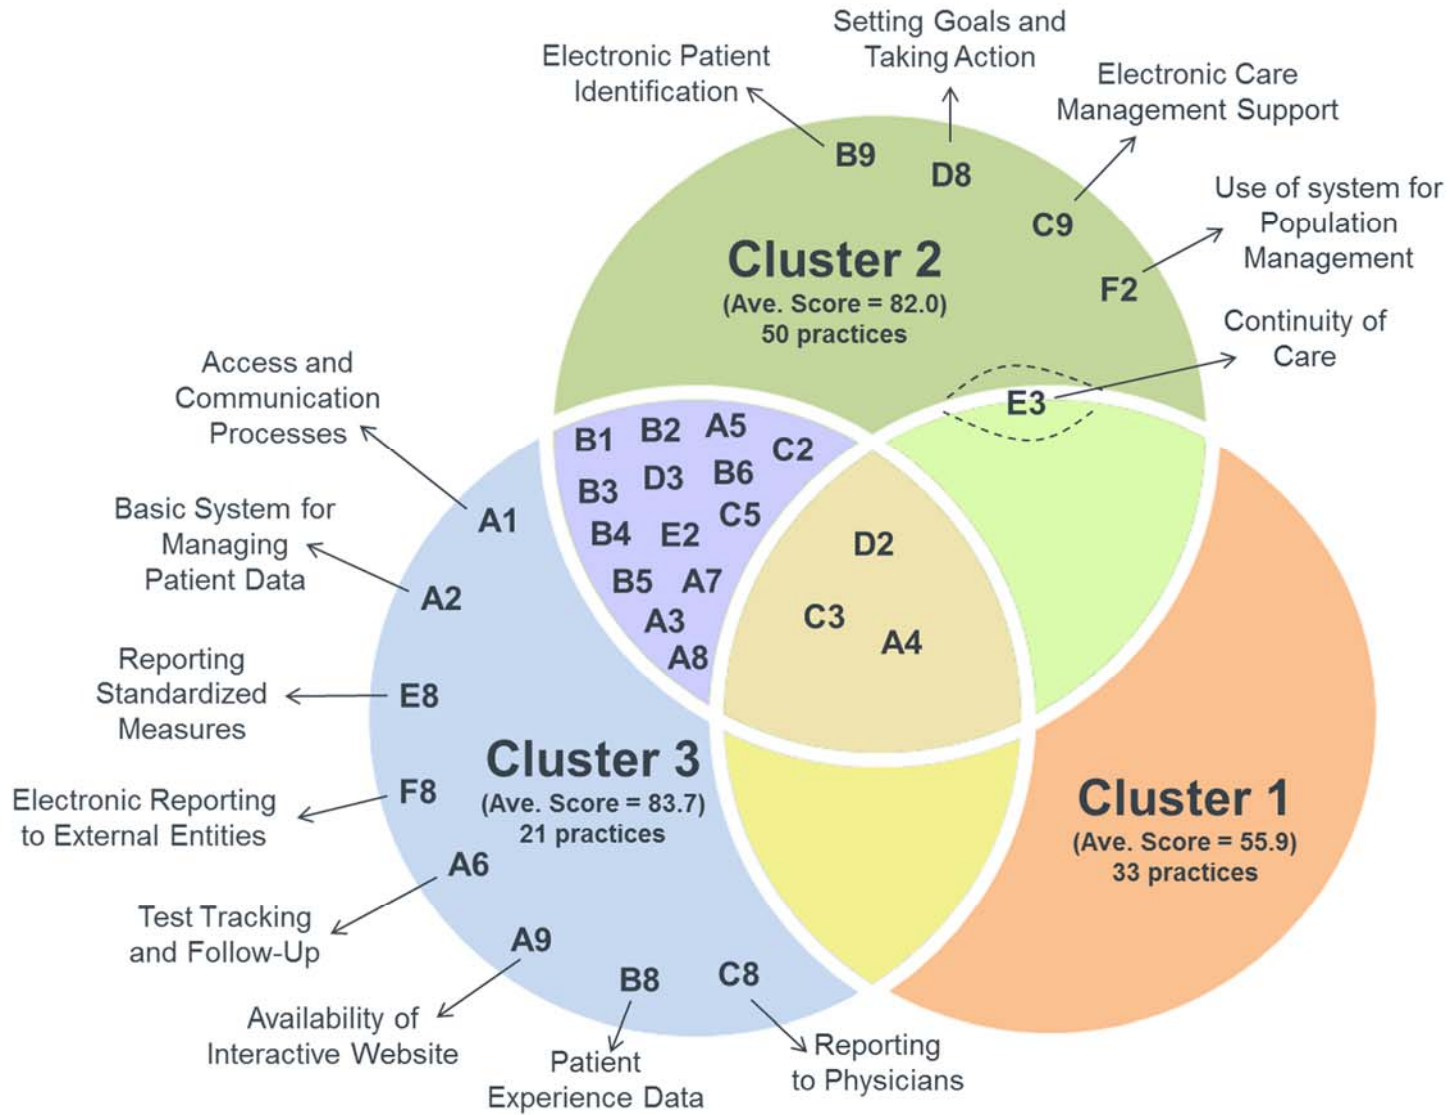 Setting Goals and
Taking Action
Electronic Patient
Identification
Electronic Care
Management Support
B9
D8
C9
Use of system for
Population
Management
F2
Cluster 2
(Ave. Score = 82.0)
50 practices
Continuity of
Care
E3
Access and
Communication
Processes
A1
B1 B2 A5 C2
B3 D3 B6
B4 E2 C5
B5 A7
A3
A8
D2
C3
A4
Basic System for
Managing
Patient Data
A2
Reporting
Standardized
Measures
E8
Cluster 3
(Ave. Score = 83.7)
21 practices
Cluster 1
(Ave. Score = 55.9)
33 practices
Electronic Reporting
to External Entities
F8
A6
Test Tracking
and Follow-Up
A9
Availability of
Interactive Website
B8
Patient
Experience Data
C8
Reporting
to Physicians